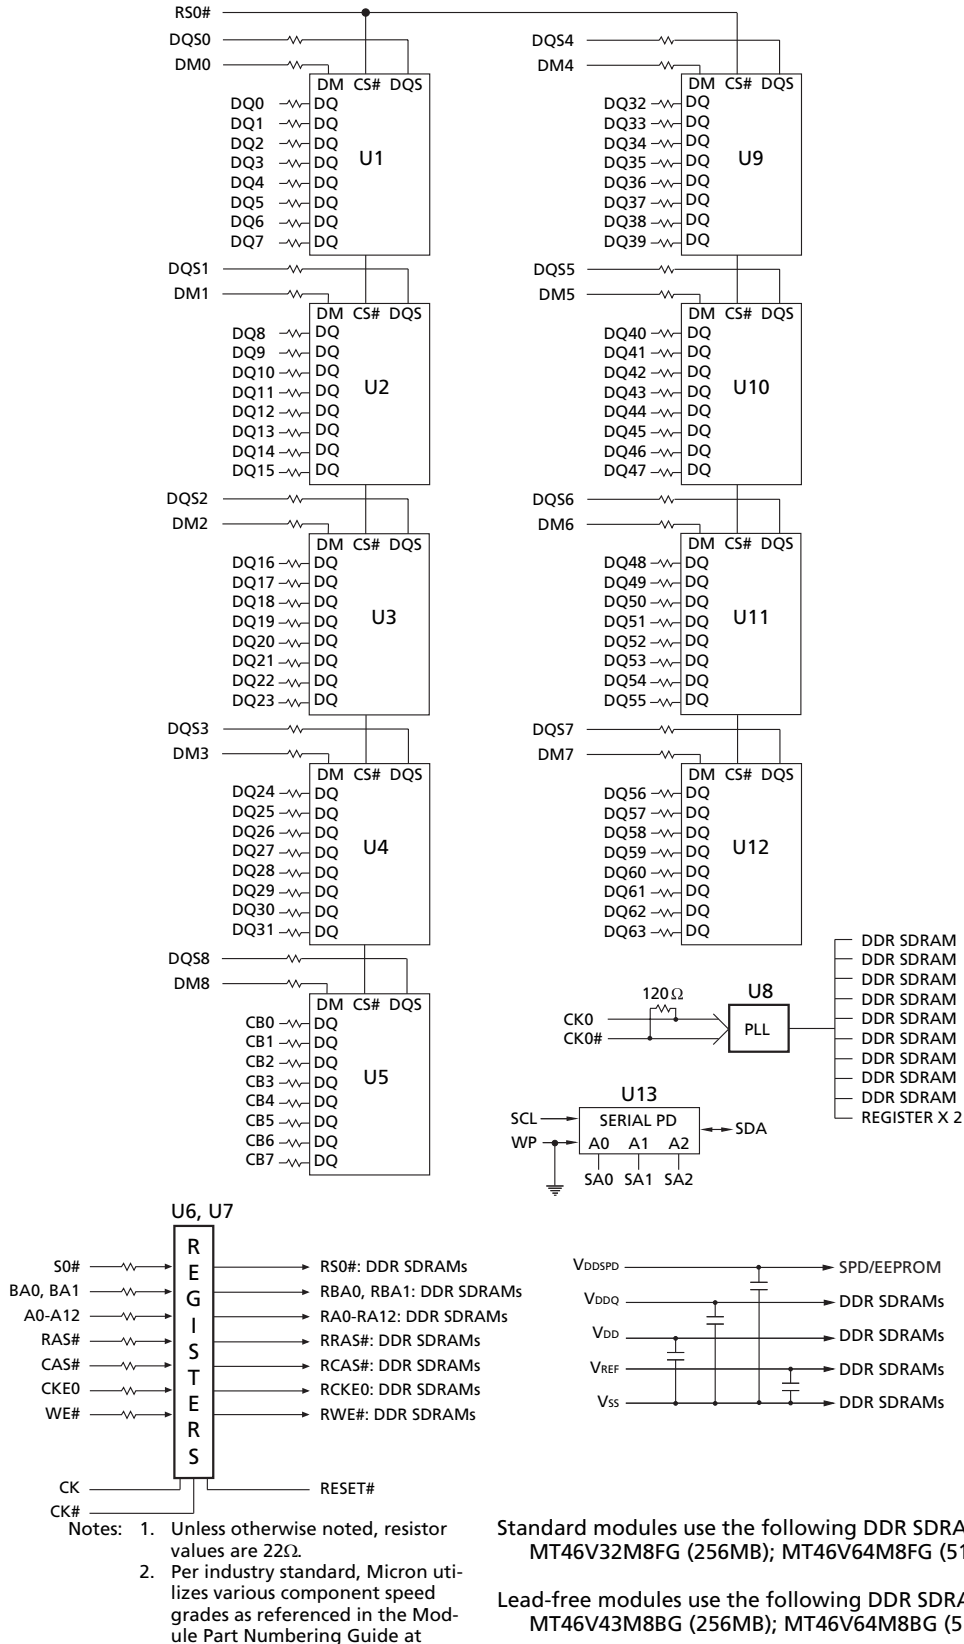 RS0#
DQS0
DM0
DM CS# DQS
DQ0 DQ
DQ1 DQ
DQ2 DQ
DQ3 DQ
DQ4 DQ
DQ5 DQ
DQ6 DQ
DQ7 DQ
U1
DQS1
DM1
DM CS# DQS
DQ8 DQ
DQ9 DQ
DQ10 DQ
DQ11 DQ
DQ12 DQ
DQ13 DQ
DQ14 DQ
DQ15 DQ
U2
DQS2
DM2
DM CS# DQS
DQ16 DQ
DQ17 DQ
DQ18 DQ
DQ19 DQ
DQ20 DQ
DQ21 DQ
DQ22 DQ
DQ23 DQ
U3
DQS3
DM3
DM CS# DQS
DQ24 DQ
DQ25 DQ
DQ26 DQ
DQ27 DQ
DQ28 DQ
DQ29 DQ
DQ30 DQ
DQ31 DQ
U4
DQS8
DM8
DM CS# DQS
CB0 DQ
CB1 DQ
CB2 DQ
CB3 DQ
CB4 DQ
CB5 DQ
CB6 DQ
CB7 DQ
U5
DQS4
DM4
DM CS# DQS
DQ32 DQ
DQ33 DQ
DQ34 DQ
DQ35 DQ
DQ36 DQ
DQ37 DQ
DQ38 DQ
DQ39 DQ
U9
DQS5
DM5
DM CS# DQS
DQ40 DQ
DQ41 DQ
DQ42 DQ
DQ43 DQ
DQ44 DQ
DQ45 DQ
DQ46 DQ
DQ47 DQ
U10
DQS6
DM6
DM CS# DQS
DQ48 DQ
DQ49 DQ
DQ50 DQ
DQ51 DQ
DQ52 DQ
DQ53 DQ
DQ54 DQ
DQ55 DQ
U11
DQS7
DM7
DM CS# DQS
DQ56 DQ
DQ57 DQ
DQ58 DQ
DQ59 DQ
DQ60 DQ
DQ61 DQ
DQ62 DQ
DQ63 DQ
U12
120Ω
CK0
CK0#
U8
PLL
DDR SDRAM
DDR SDRAM
DDR SDRAM
DDR SDRAM
DDR SDRAM
DDR SDRAM
DDR SDRAM
DDR SDRAM
DDR SDRAM
REGISTER X 2
U13
SCL SERIAL PD
WP A0 A1 A2 SDA
SA0 SA1 SA2
U6, U7
REGISTERS
S0# RS0#: DDR SDRAMs
BA0, BA1 RBA0, RBA1: DDR SDRAMs
A0-A12 RA0-RA12: DDR SDRAMs
RAS# RRAS#: DDR SDRAMs
CAS# RCAS#: DDR SDRAMs
CKE0 RCKE0: DDR SDRAMs
WE# RWE#: DDR SDRAMs
CK RESET#
CK#
VDDSPD SPD/EEPROM
VDDQ DDR SDRAMs
VDD DDR SDRAMs
VREF DDR SDRAMs
VSS DDR SDRAMs
Notes: 1. Unless otherwise noted, resistor
values are 22Ω.
2. Per industry standard, Micron uti-
lizes various component speed
grades as referenced in the Mod-
ule Part Numbering Guide at
Standard modules use the following DDR SDRA
MT46V32M8FG (256MB); MT46V64M8FG (51
Lead-free modules use the following DDR SDRA
MT46V43M8BG (256MB); MT46V64M8BG (5